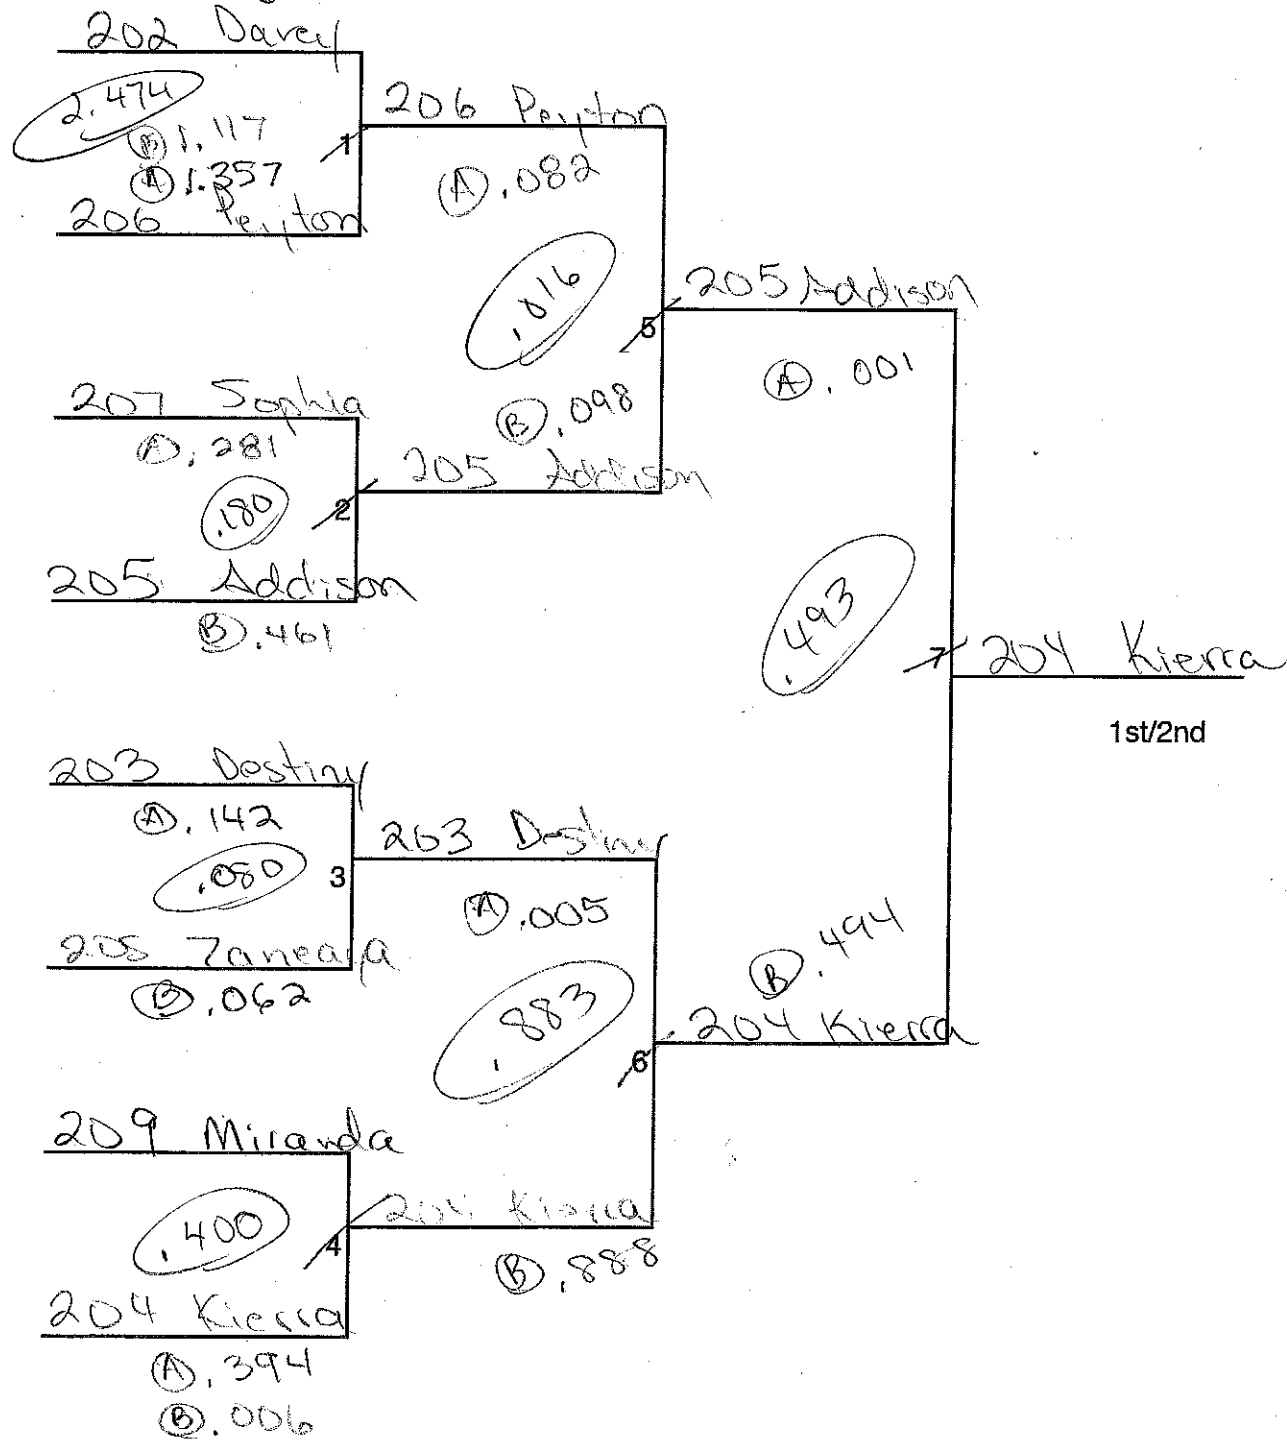 202 Darcy
2.474
B 1.117
A 1.357
1
206 Peyton
206 Peyton
A .082
.016
5
B .098
205 Addison
A .001
207 Sophia
A .281
.180
2
205 Addison
205 Addison
B .461
.493
7
204 Kierra
1st/2nd
203 Destiny
A .142
.080
3
203 Destiny
A .005
208 Zaneaya
B .062
.883
6
B .494
204 Kierra
209 Miranda
.400
4
204 Kierra
B .888
204 Kierra
A .394
B .006